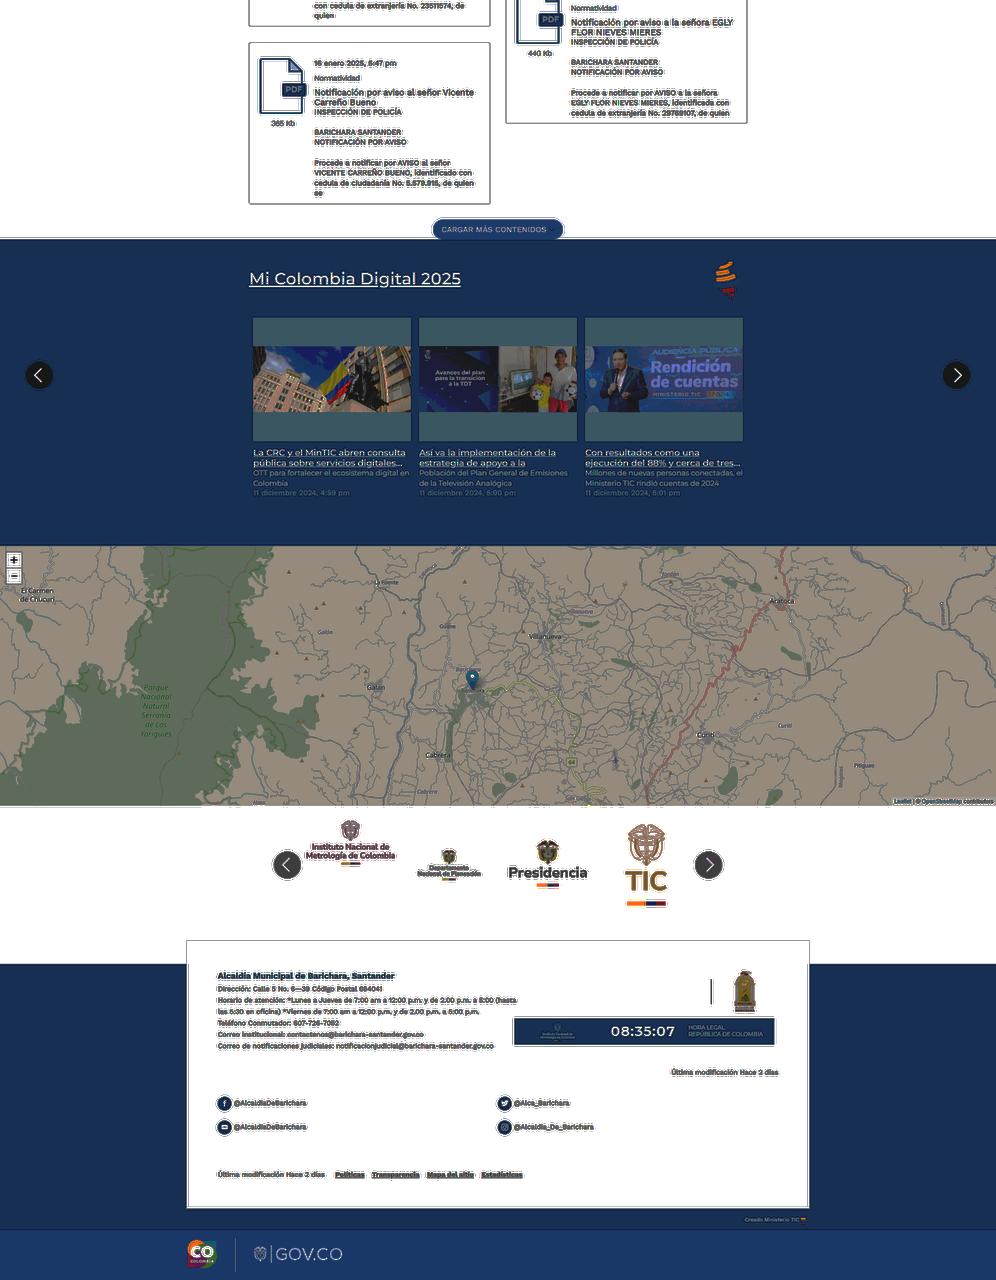 con cedula de extranjería No. 23511574, de
quien
PDF
365 Kb
16 enero 2025, 5:47 pm
Normatividad
Notificación por aviso al señor Vicente
Carreño Bueno
INSPECCIÓN DE POLICÍA
BARICHARA SANTANDER
NOTIFICACIÓN POR AVISO
Procede a notificar por AVISO al señor
VICENTE CARREÑO BUENO, identificado con
cedula de ciudadanía No. 5.579.915, de quien
se
PDF
440 Kb
Normatividad
Notificación por aviso a la señora EGLY
FLOR NIEVES MIERES
INSPECCIÓN DE POLICÍA
BARICHARA SANTANDER
NOTIFICACIÓN POR AVISO
Procede a notificar por AVISO a la señora
EGLY FLOR NIEVES MIERES, identificada con
cedula de extranjería No. 29769107, de quien
CARGAR MÁS CONTENIDOS
Mi Colombia Digital 2025
Avances del plan
para la transición
a la TDT
AUDIENCIA PÚBLICA
Rendición
de cuentas
MINISTERIO TIC
La CRC y el MinTIC abren consulta
pública sobre servicios digitales...
OTT para fortalecer el ecosistema digital en
Colombia
11 diciembre 2024, 4:59 pm
Así va la implementación de la
estrategia de apoyo a la
Población del Plan General de Emisiones
de la Televisión Analógica
11 diciembre 2024, 5:00 pm
Con resultados como una
ejecución del 88% y cerca de tres...
Millones de nuevas personas conectadas, el
Ministerio TIC rindió cuentas de 2024
11 diciembre 2024, 5:01 pm
+
−
El Carmen
de Chucurí
La Fuente
Jordán
Aratoca
Galán
Guane
Villanueva
Villanueva
Barichara
Galán
Parque
Nacional
Natural
Serranía
de Los
Yariguíes
Curití
Curití
Cabrera
Cabrera
64
Mogotes
San Gil
Leaflet | © OpenStreetMap contributors
Instituto Nacional de
Metrología de Colombia
Departamento
Nacional de Planeación
Presidencia
TIC
Alcaldía Municipal de Barichara, Santander
Dirección: Calle 5 No. 6–39 Código Postal 684041
Horario de atención: *Lunes a Jueves de 7:00 am a 12:00 p.m. y de 2.00 p.m. a 6:00 (hasta
las 5:30 en oficina) *Viernes de 7:00 am a 12:00 p.m. y de 2.00 p.m. a 5:00 p.m.
Teléfono Conmutador: 607-726-7052
Correo institucional: contactenos@barichara-santander.gov.co
Correo de notificaciones judiciales: notificacionjudicial@barichara-santander.gov.co
08:35:07
HORA LEGAL
REPÚBLICA DE COLOMBIA
Última modificación Hace 2 días
@AlcaldiaDeBarichara
@Alca_Barichara
@AlcaldiaDeBarichara
@Alcaldia_De_Barichara
Última modificación Hace 2 días Políticas Transparencia Mapa del sitio Estadísticas
Creado Ministerio TIC
CO
COLOMBIA
GOV.CO